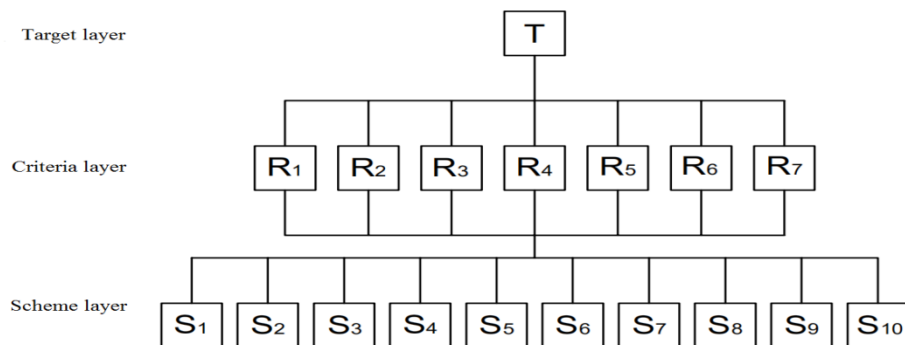 Target layer
T
Criteria layer
R1 R2 R3 R4 R5 R6 R7
Scheme layer
S1 S2 S3 S4 S5 S6 S7 S8 S9 S10